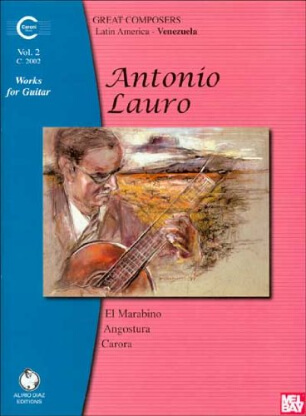 Caroni
Vol. 2
C. 2002
Works
for Guitar
GREAT COMPOSERS
Latin America - Venezuela
Antonio
Lauro
El Marabino
Angostura
Carora
ALIRIO DIAZ
EDITIONS
MEL BAY